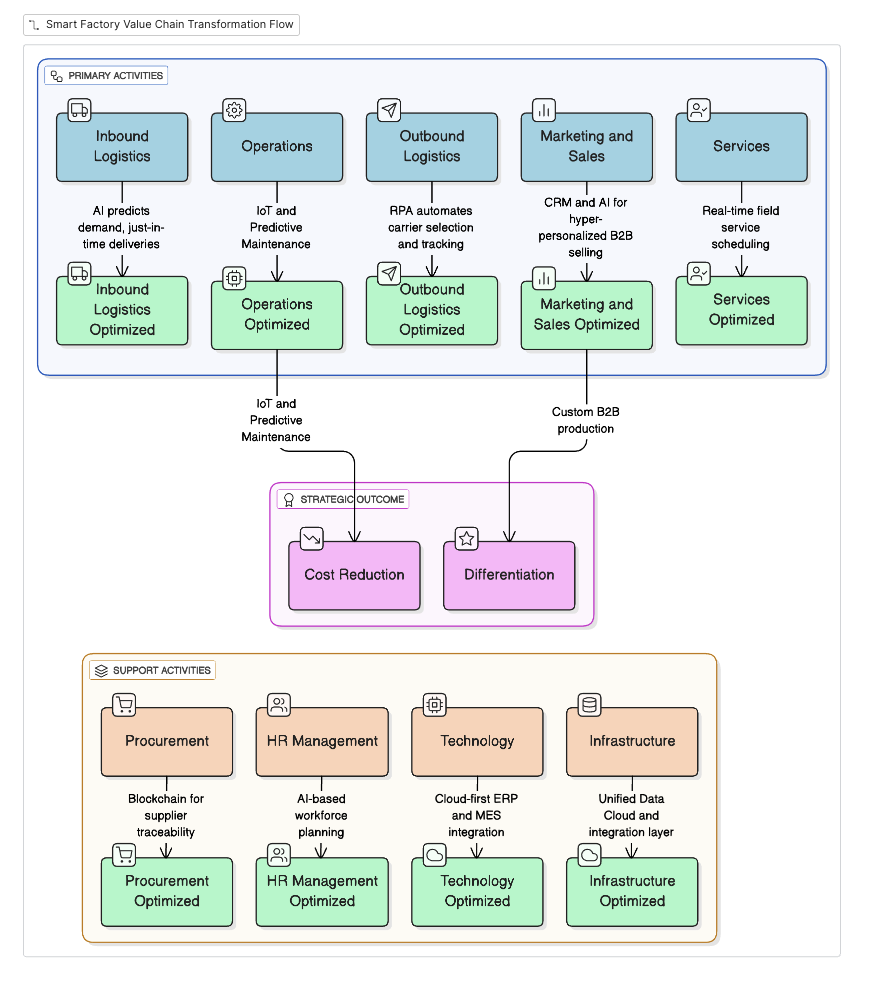 Smart Factory Value Chain Transformation Flow
PRIMARY ACTIVITIES
Inbound
Logistics
Operations
Outbound
Logistics
Marketing and
Sales
Services
AI predicts
demand, just-in-
time deliveries
IoT and
Predictive
Maintenance
RPA automates
carrier selection
and tracking
CRM and AI for
hyper-
personalized B2B
selling
Real-time field
service
scheduling
Inbound
Logistics
Optimized
Operations
Optimized
Outbound
Logistics
Optimized
Marketing and
Sales Optimized
Services
Optimized
IoT and
Predictive
Maintenance
Custom B2B
production
STRATEGIC OUTCOME
Cost Reduction
Differentiation
SUPPORT ACTIVITIES
Procurement
HR Management
Technology
Infrastructure
Blockchain for
supplier
traceability
AI-based
workforce
planning
Cloud-first ERP
and MES
integration
Unified Data
Cloud and
integration layer
Procurement
Optimized
HR Management
Optimized
Technology
Optimized
Infrastructure
Optimized